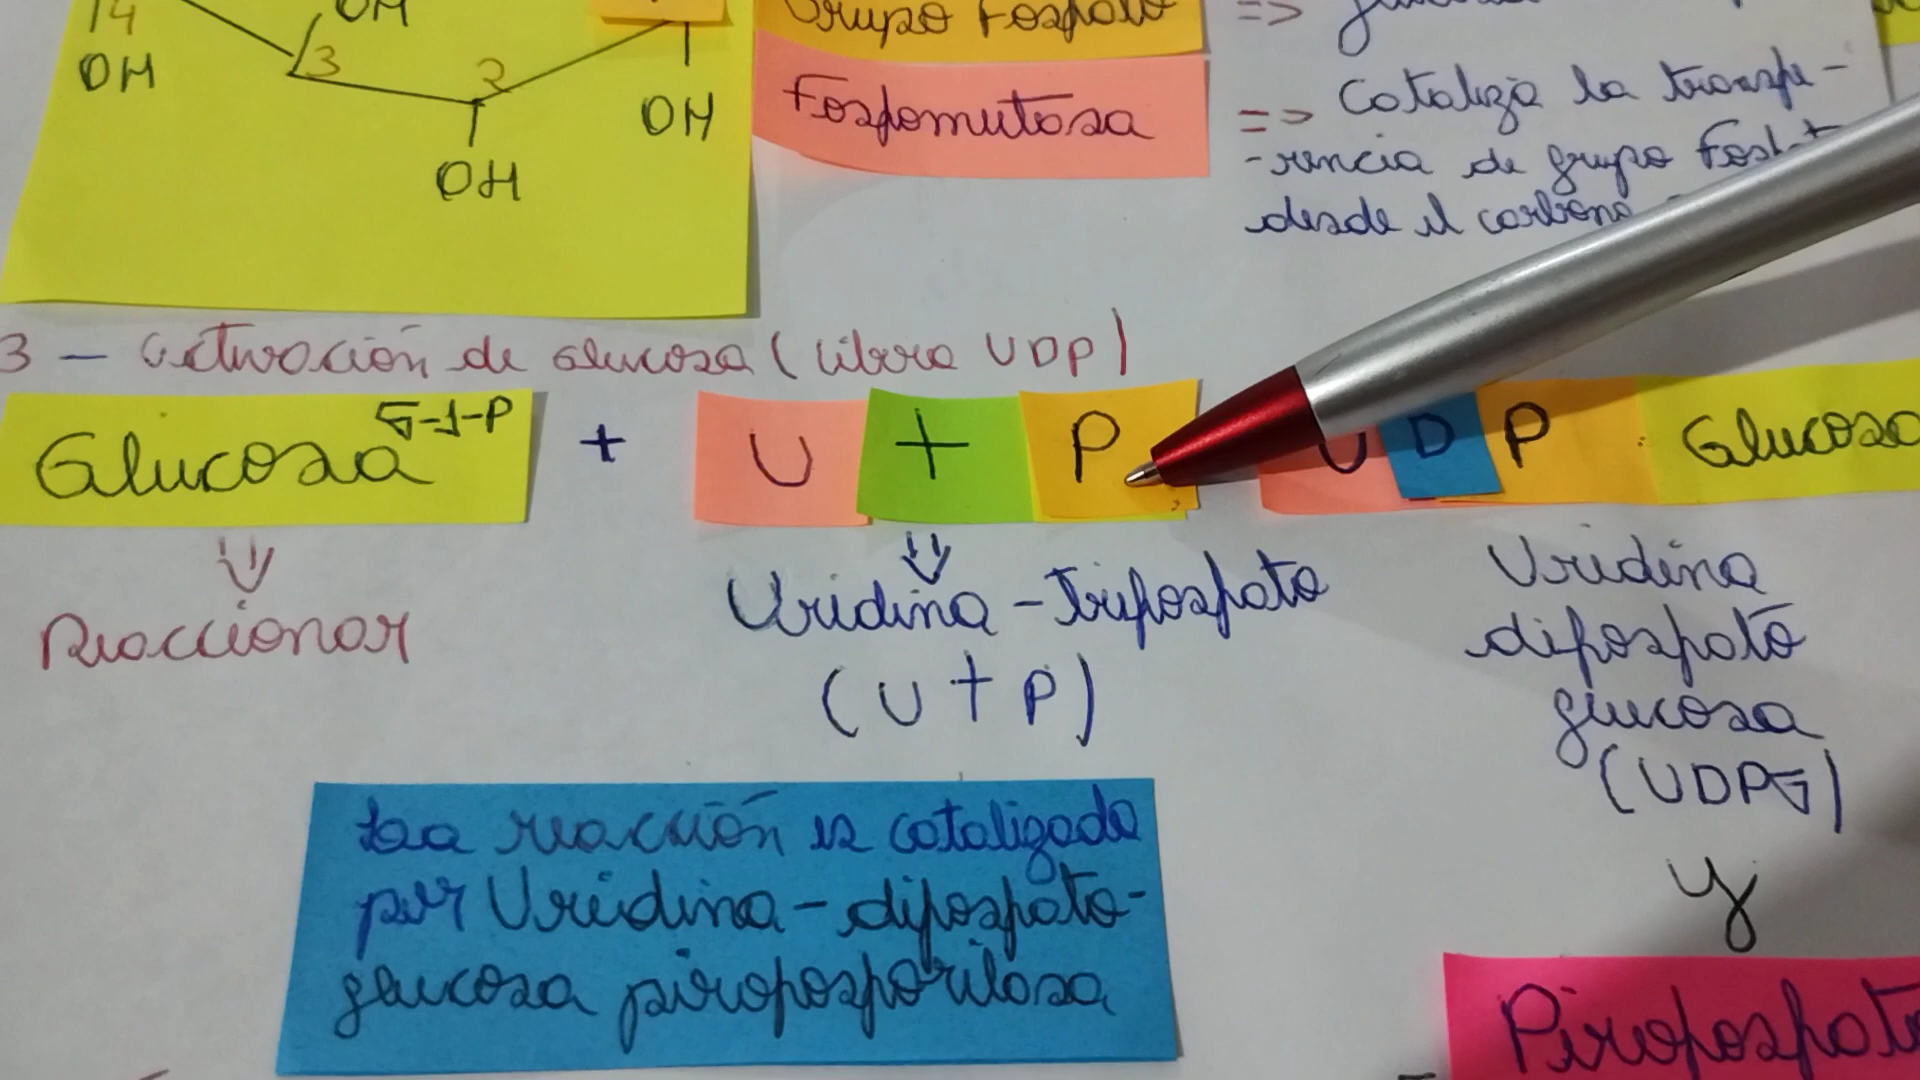 14
OH
OH
3
2
OH
OH
Grupo Fosfato
=>
Fosfomutasa
=> Cataliza la transfe-
-rencia de grupo
desde el carbono
3 — activación de glucosa (libera UDP)
Glucosa G-1-P + U T P UDP. Glucosa
Reaccionar
Uridina - trifosfato
(UTP)
Uridina
difosfato
glucosa
(UDPG)
y
La reacción es catalizada
por Uridina - difosfato-
glucosa pirofosforilasa
Pirofosfato